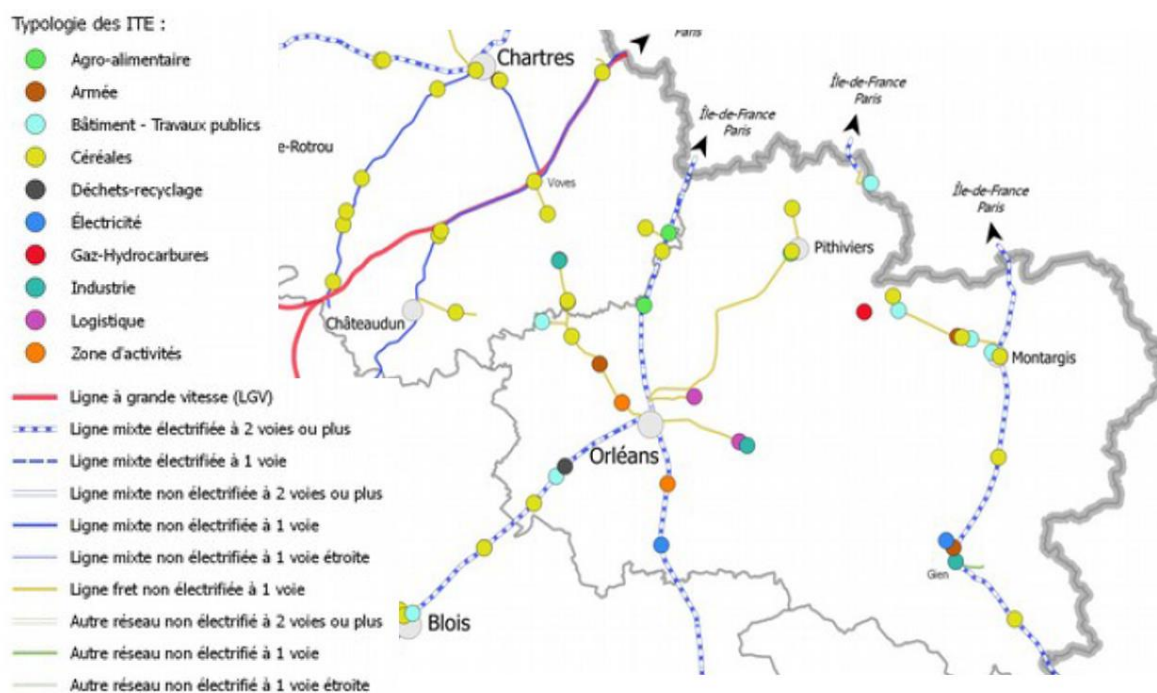 Typologie des ITE :
Agro-alimentaire
Armée
Bâtiment - Travaux publics
Céréales
Déchets-recyclage
Électricité
Gaz-Hydrocarbures
Industrie
Logistique
Zone d'activités
Ligne à grande vitesse (LGV)
Ligne mixte électrifiée à 2 voies ou plus
Ligne mixte électrifiée à 1 voie
Ligne mixte non électrifiée à 2 voies ou plus
Ligne mixte non électrifiée à 1 voie
Ligne mixte non électrifiée à 1 voie étroite
Ligne fret non électrifiée à 1 voie
Autre réseau non électrifié à 2 voies ou plus
Autre réseau non électrifié à 1 voie
Autre réseau non électrifié à 1 voie étroite
Paris
Chartres
Île-de-France
Paris
Île-de-France
Paris
e-Rotrou
Voves
Île-de-France
Paris
Pithiviers
Châteaudun
Montargis
Orléans
Gien
Blois